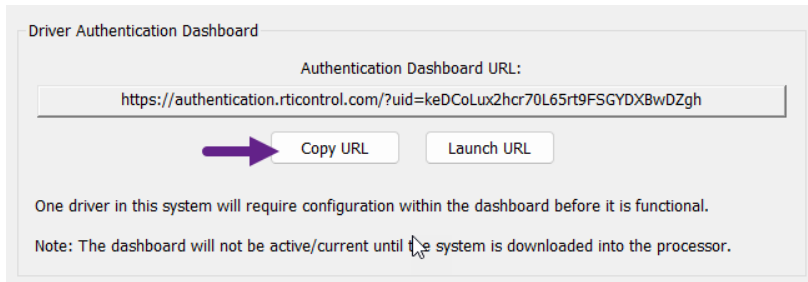 Driver Authentication Dashboard
Authentication Dashboard URL:
https://authentication.rticontrol.com/?uid=keDCoLux2hcr70L65rt9FSGYDXBwDZgh
Copy URL Launch URL
One driver in this system will require configuration within the dashboard before it is functional.
Note: The dashboard will not be active/current until the system is downloaded into the processor.